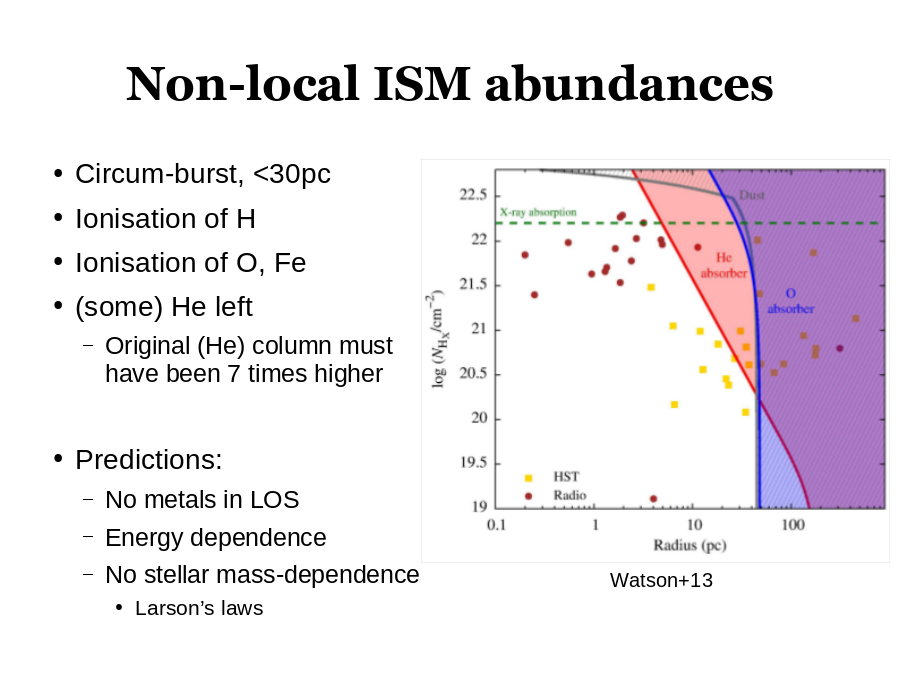 Non-local ISM abundances
• Circum-burst, <30pc
• Ionisation of H
• Ionisation of O, Fe
• (some) He left
– Original (He) column must
have been 7 times higher
• Predictions:
– No metals in LOS
– Energy dependence
– No stellar mass-dependence
• Larson’s laws
log (N_HX/cm⁻²)
22.5
22
21.5
21
20.5
20
19.5
19
Dust
X-ray absorption
He
absorber
O
absorber
HST
Radio
0.1 1 10 100
Radius (pc)
Watson+13